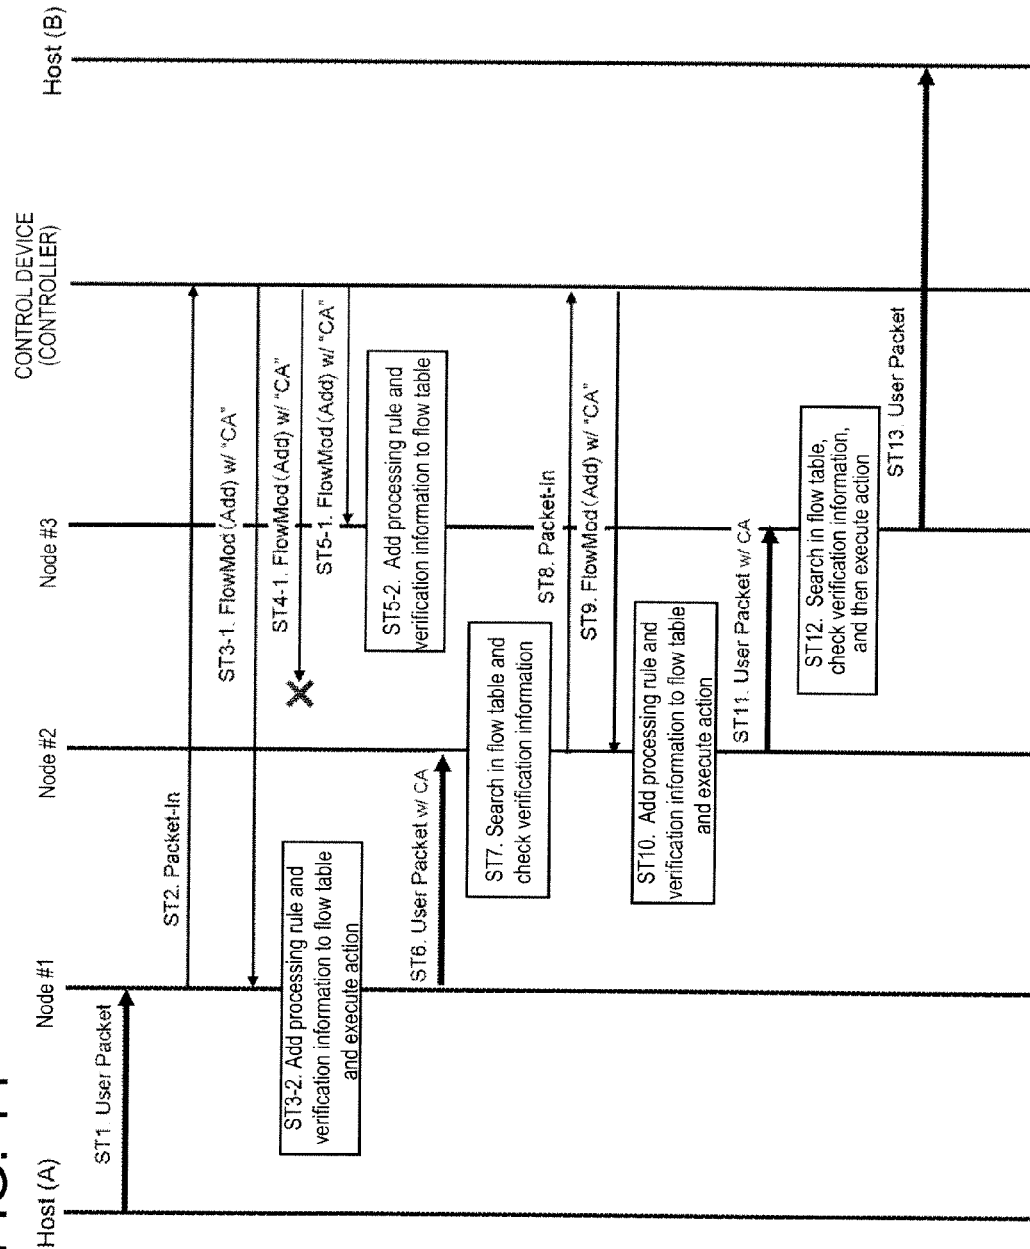 Host (A)
Node #1
Node #2
Node #3
CONTROL DEVICE
(CONTROLLER)
Host (B)
ST1. User Packet
ST2. Packet-In
ST3-1. FlowMod(Add) w/ "CA"
ST4-1. FlowMod(Add) w/ "CA"
ST5-1. FlowMod(Add) w/ "CA"
ST3-2. Add processing rule and
verification information to flow table
and execute action
ST5-2. Add processing rule and
verification information to flow table
ST6. User Packet w/ CA
ST7. Search in flow table and
check verification information
ST8. Packet-In
ST9. FlowMod(Add) w/ "CA"
ST10. Add processing rule and
verification information to flow table
and execute action
ST11. User Packet w/ CA
ST12. Search in flow table,
check verification information,
and then execute action
ST13. User Packet